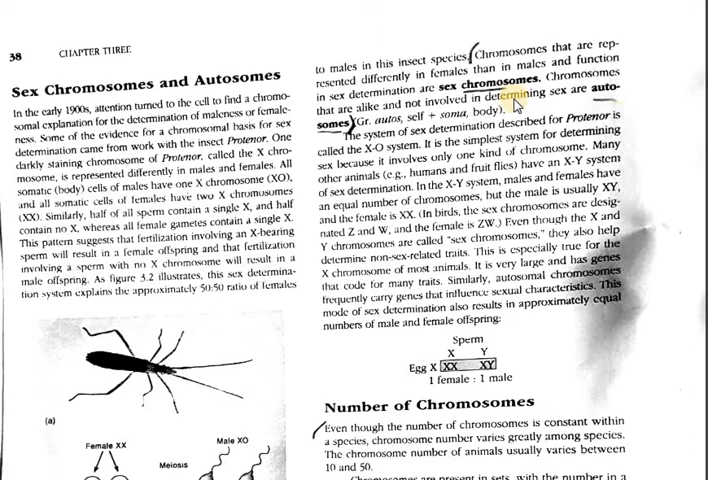 38
CHAPTER THREE
Sex Chromosomes and Autosomes
In the early 1900s, attention turned to the cell to find a chromo-
somal explanation for the determination of maleness or female-
ness. Some of the evidence for a chromosomal basis for sex
determination came from work with the insect Protenor. One
darkly staining chromosome of Protenor, called the X chro-
mosome, is represented differently in males and females. All
somatic (body) cells of males have one X chromosome (XO),
and all somatic cells of females have two X chromosomes
(XX). Similarly, half of all sperm contain a single X, and half
contain no X, whereas all female gametes contain a single X.
This pattern suggests that fertilization involving an X-bearing
sperm will result in a female offspring and that fertilization
involving a sperm with no X chromosome will result in a
male offspring. As figure 3.2 illustrates, this sex determina-
tion system explains the approximately 50:50 ratio of females
(a)
Female XX
Male XO
Meiosis
to males in this insect species. Chromosomes that are rep-
resented differently in females than in males and function
in sex determination are sex chromosomes. Chromosomes
that are alike and not involved in determining sex are auto-
somes (Gr. autos, self + soma, body).
The system of sex determination described for Protenor is
called the X-O system. It is the simplest system for determining
sex because it involves only one kind of chromosome. Many
other animals (e.g., humans and fruit flies) have an X-Y system
of sex determination. In the X-Y system, males and females have
an equal number of chromosomes, but the male is usually XY,
and the female is XX. (In birds, the sex chromosomes are desig-
nated Z and W, and the female is ZW.) Even though the X and
Y chromosomes are called "sex chromosomes," they also help
determine non-sex-related traits. This is especially true for the
X chromosome of most animals. It is very large and has genes
that code for many traits. Similarly, autosomal chromosomes
frequently carry genes that influence sexual characteristics. This
mode of sex determination also results in approximately equal
numbers of male and female offspring:
Sperm
X Y
Egg X XX XY
1 female : 1 male
Number of Chromosomes
Even though the number of chromosomes is constant within
a species, chromosome number varies greatly among species.
The chromosome number of animals usually varies between
10 and 50.
Chromosomes are present in sets, with the number in a